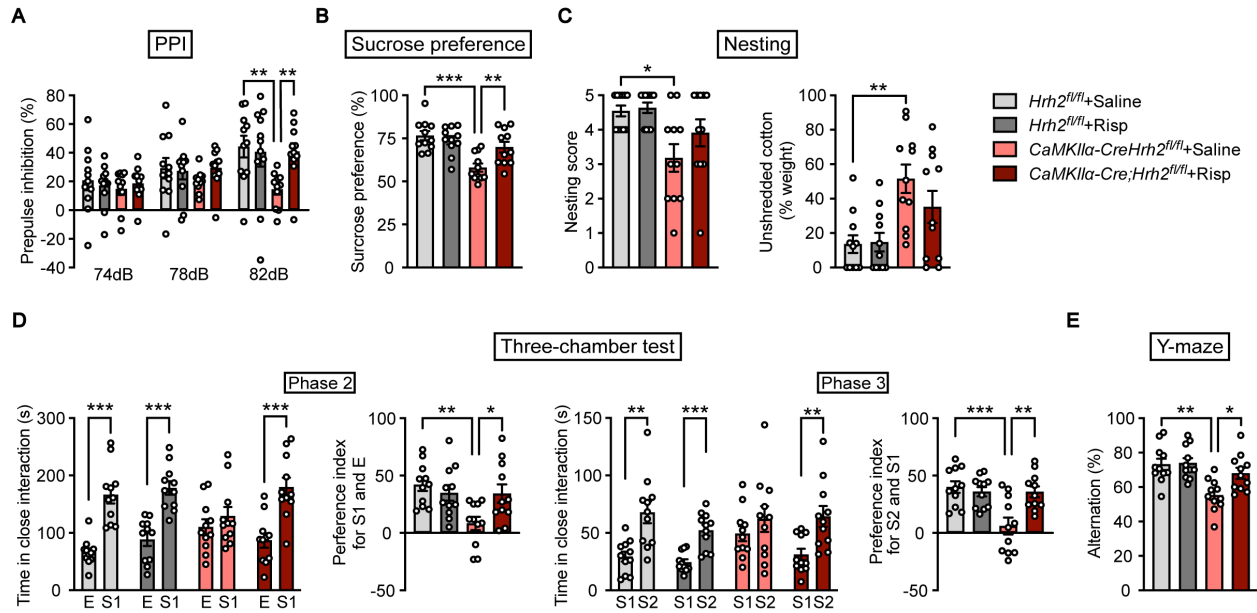 A
PPI
Prepulse inhibition (%)
80
60
40
20
0
20
-40
74dB
78dB
82dB
**
**
B
Sucrose preference
Surcrose preference (%)
100
75
50
25
0
***
**
C
Nesting
Nesting score
5
4
3
2
1
0
*
Unshredded cotton
(% weight)
100
80
60
40
20
0
**
Hrh2fl/fl+Saline
Hrh2fl/fl+Risp
CaMKIIα-CreHrh2fl/fl+Saline
CaMKIIα-Cre;Hrh2fl/fl+Risp
D
Three-chamber test
Phase 2
Time in close interaction (s)
300
200
100
0
***
***
***
E S1 E S1 E S1 E S1
Perference index
for S1 and E
100
50
0
-50
**
*
Phase 3
Time in close interaction (s)
150
100
50
0
**
***
**
S1S2 S1S2 S1S2 S1S2
Preference index
for S2 and S1
100
50
0
-50
***
**
E
Y-maze
Alternation (%)
100
80
60
40
20
0
**
*